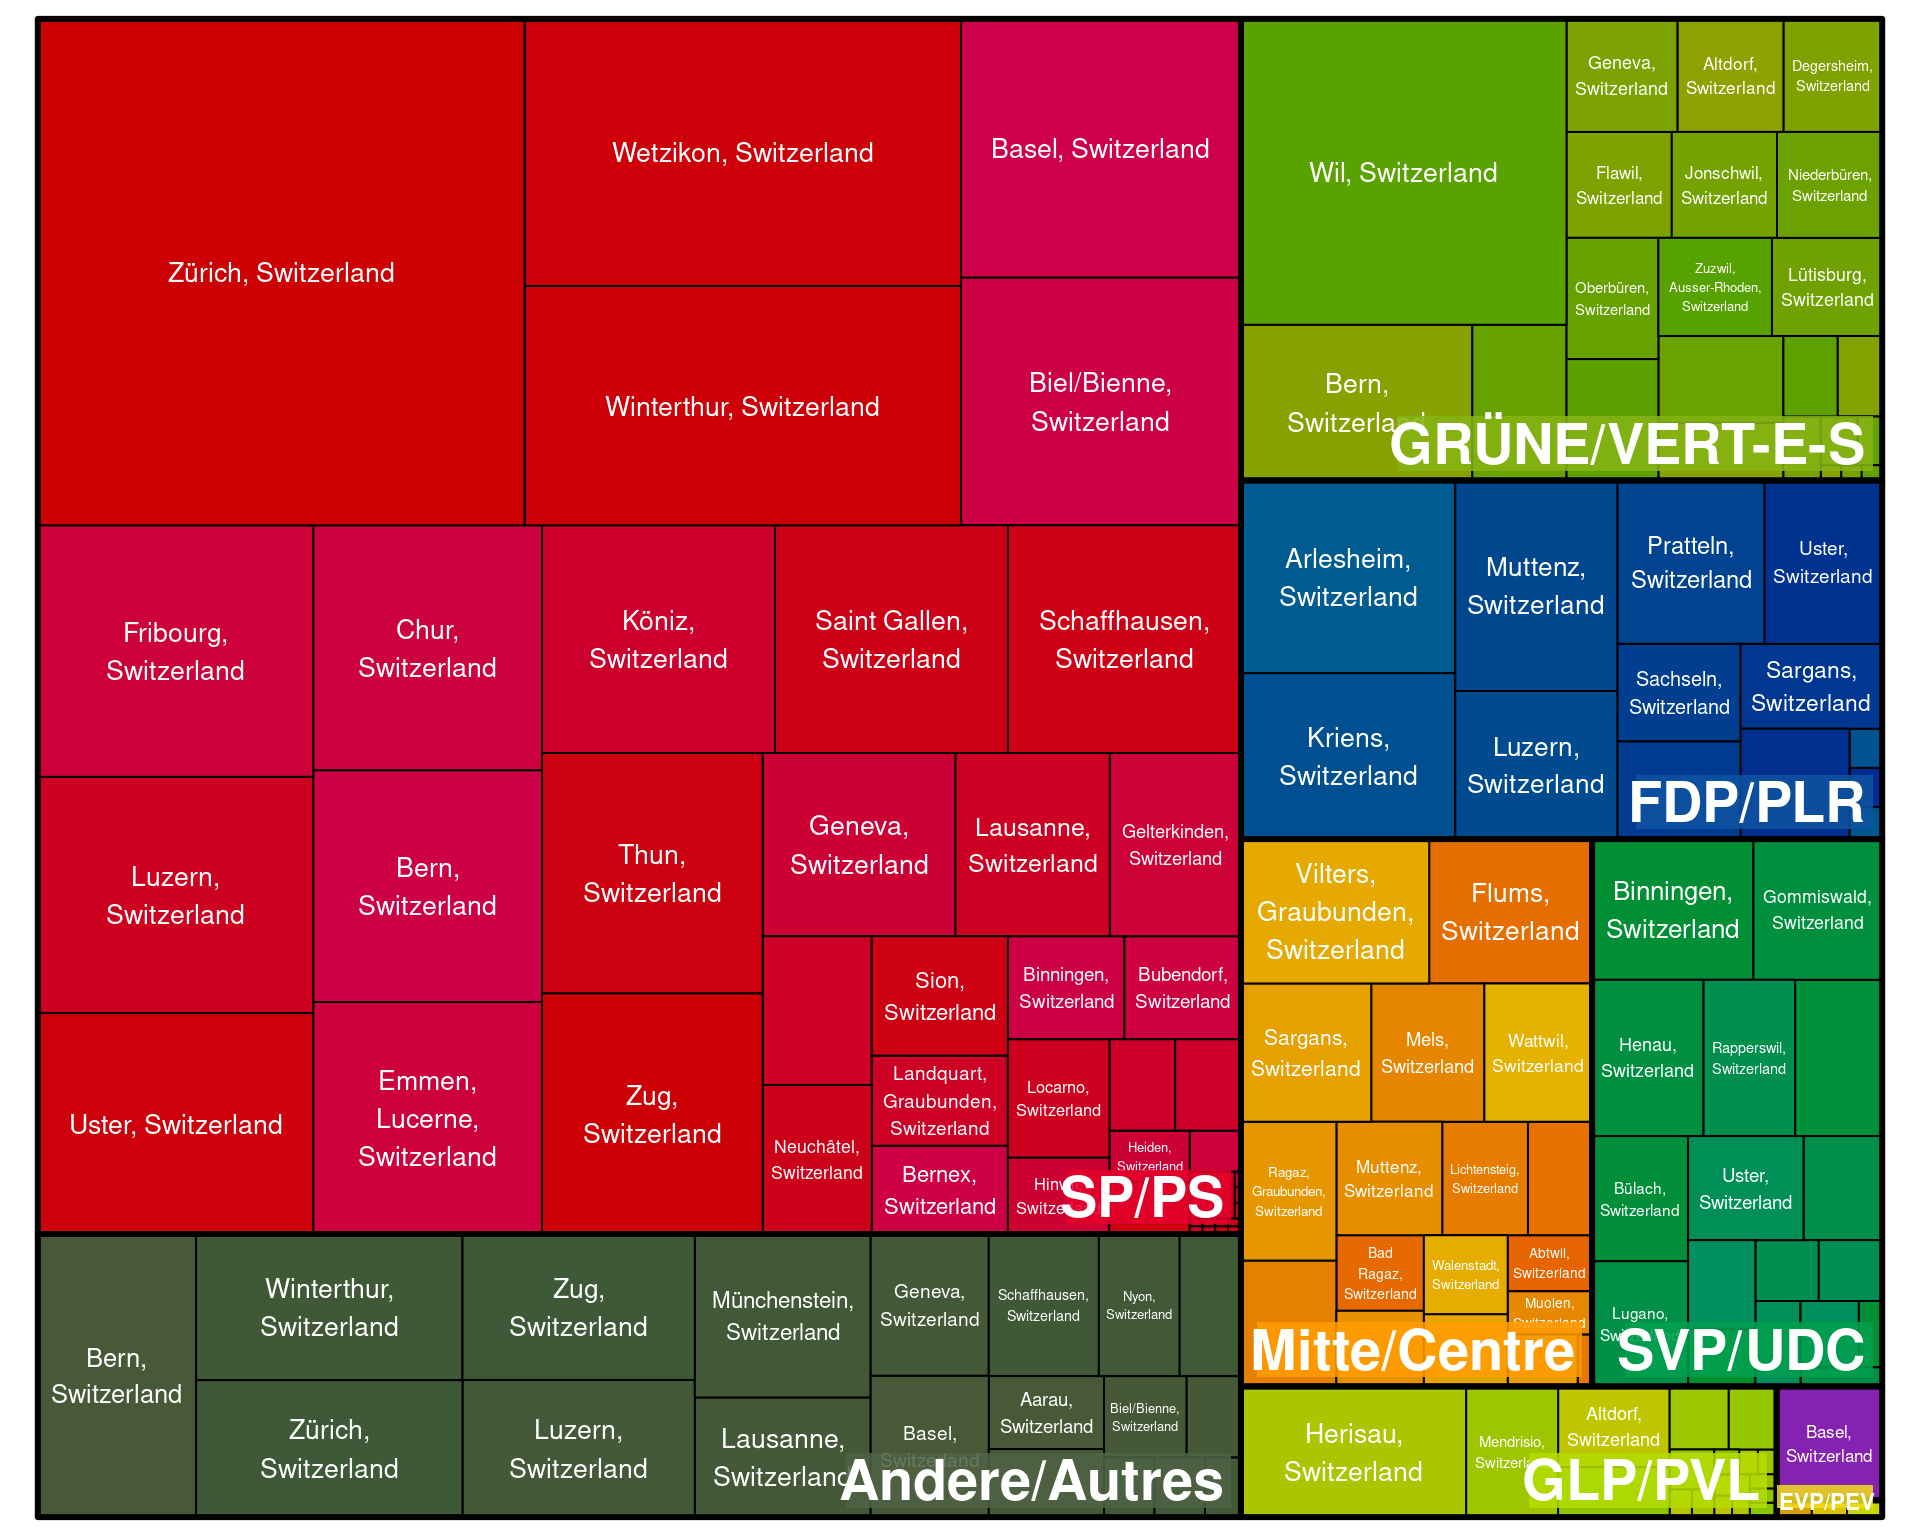 Zürich, Switzerland
Wetzikon, Switzerland
Winterthur, Switzerland
Basel, Switzerland
Biel/Bienne,
Switzerland
Fribourg,
Switzerland
Chur,
Switzerland
Köniz,
Switzerland
Saint Gallen,
Switzerland
Schaffhausen,
Switzerland
Luzern,
Switzerland
Bern,
Switzerland
Thun,
Switzerland
Geneva,
Switzerland
Lausanne,
Switzerland
Gelterkinden,
Switzerland
Uster, Switzerland
Emmen,
Lucerne,
Switzerland
Zug,
Switzerland
Sion,
Switzerland
Binningen,
Switzerland
Bubendorf,
Switzerland
Landquart,
Graubunden,
Switzerland
Locarno,
Switzerland
Neuchâtel,
Switzerland
Bernex,
Switzerland
Heiden,
Switzerland
SP/PS
Bern,
Switzerland
Winterthur,
Switzerland
Zug,
Switzerland
Münchenstein,
Switzerland
Geneva,
Switzerland
Schaffhausen,
Switzerland
Nyon,
Switzerland
Zürich,
Switzerland
Luzern,
Switzerland
Lausanne,
Switzerland
Basel,
Switzerland
Aarau,
Switzerland
Biel/Bienne,
Switzerland
Andere/Autres
Wil, Switzerland
Geneva,
Switzerland
Altdorf,
Switzerland
Degersheim,
Switzerland
Flawil,
Switzerland
Jonschwil,
Switzerland
Niederbüren,
Switzerland
Oberbüren,
Switzerland
Zuzwil,
Ausser-Rhoden,
Switzerland
Lütisburg,
Switzerland
Bern,
Switzerland
GRÜNE/VERT-E-S
Arlesheim,
Switzerland
Muttenz,
Switzerland
Pratteln,
Switzerland
Uster,
Switzerland
Kriens,
Switzerland
Luzern,
Switzerland
Sachseln,
Switzerland
Sargans,
Switzerland
FDP/PLR
Vilters,
Graubunden,
Switzerland
Flums,
Switzerland
Sargans,
Switzerland
Mels,
Switzerland
Wattwil,
Switzerland
Ragaz,
Graubunden,
Switzerland
Muttenz,
Switzerland
Lichtensteig,
Switzerland
Bad
Ragaz,
Switzerland
Walenstadt,
Switzerland
Abtwil,
Switzerland
Muolen,
Switzerland
Mitte/Centre
Binningen,
Switzerland
Gommiswald,
Switzerland
Henau,
Switzerland
Rapperswil,
Switzerland
Bülach,
Switzerland
Uster,
Switzerland
Lugano,
SVP/UDC
Herisau,
Switzerland
Mendrisio,
Altdorf,
Switzerland
GLP/PVL
Basel,
Switzerland
EVP/PEV